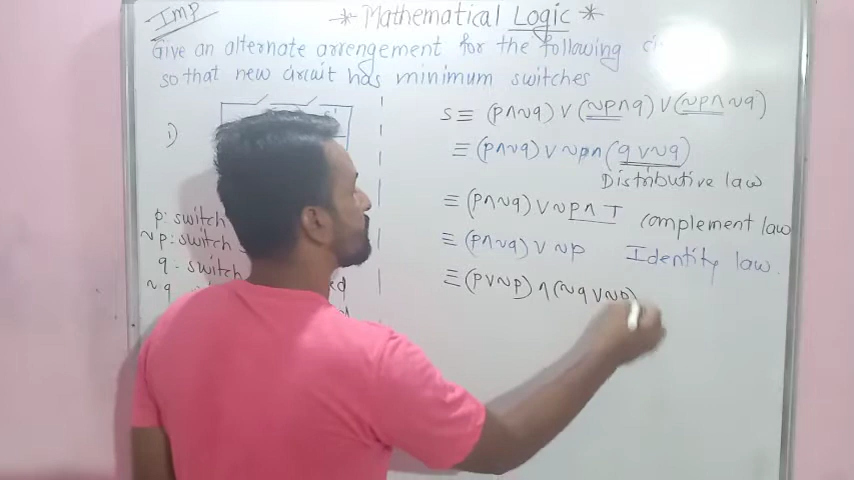 IMP
-*- Mathematical Logic -*-
Give an alternate arrangement for the following
so that new circuit has minimum switches
i)
p: switch
~p: switch
q - switch
~q
S ≡ (p∧~q) ∨ (~p∧q) ∨ (~p∧~q)
≡ (p∧~q) ∨ ~p∧(q∨~q)
Distributive law
≡ (p∧~q) ∨ ~p∧T complement law
≡ (p∧~q) ∨ ~p Identity law.
≡ (p∨~p) ∧ (~q∨~p)